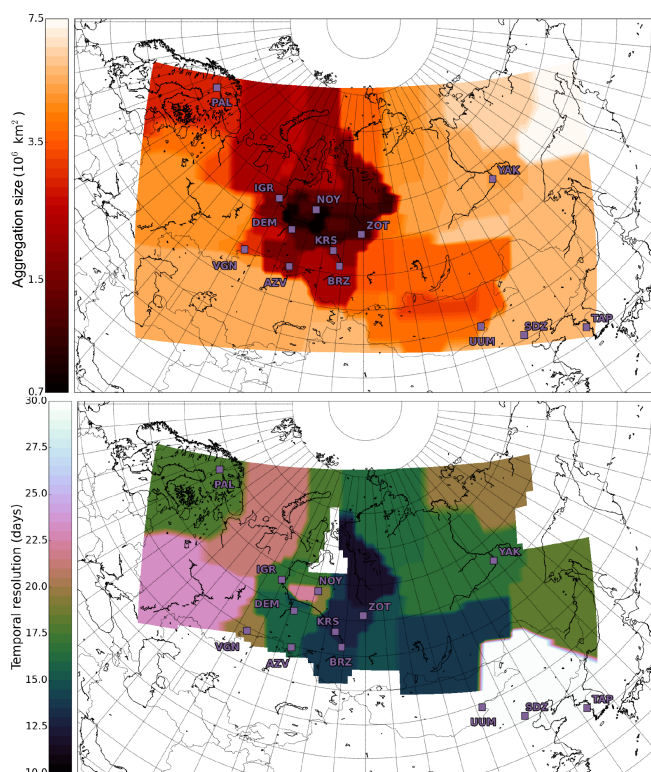 7.5
PAL
3.5
YAK
IGR
NOY
DEM
ZOT
KRS
VGN
AZV
BRZ
1.5
TAP
SDZ
UUM
0.7
Aggregation size (10⁶ km²)
30.0
27.5
PAL
25.0
22.5
YAK
IGR
NOY
20.0
DEM
ZOT
KRS
17.5
VGN
AZV
BRZ
15.0
TAP
SDZ
UUM
12.5
10.0
Temporal resolution (days)